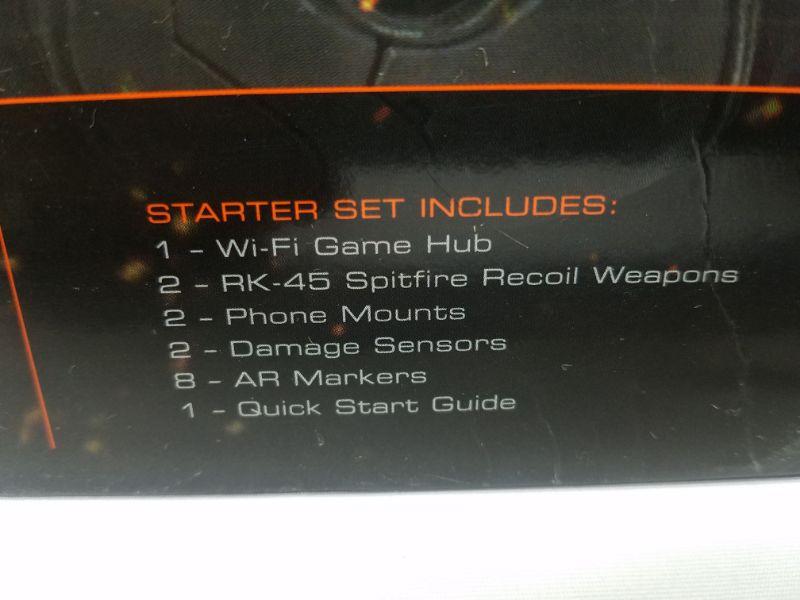 STARTER SET INCLUDES:
1 - Wi-Fi Game Hub
2 - RK-45 Spitfire Recoil Weapons
2 - Phone Mounts
2 - Damage Sensors
8 - AR Markers
1 - Quick Start Guide